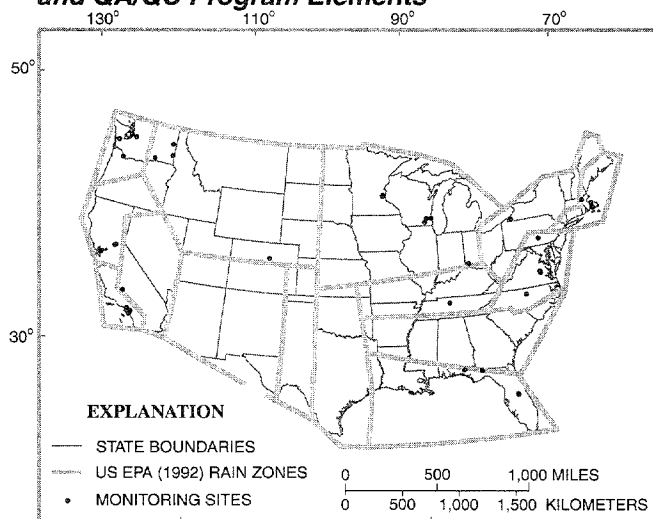 and QA/QC Program Elements
130° 110° 90° 70°
50°
30°
EXPLANATION
STATE BOUNDARIES
US EPA (1992) RAIN ZONES
MONITORING SITES
0 500 1,000 MILES
0 500 1,000 1,500 KILOMETERS